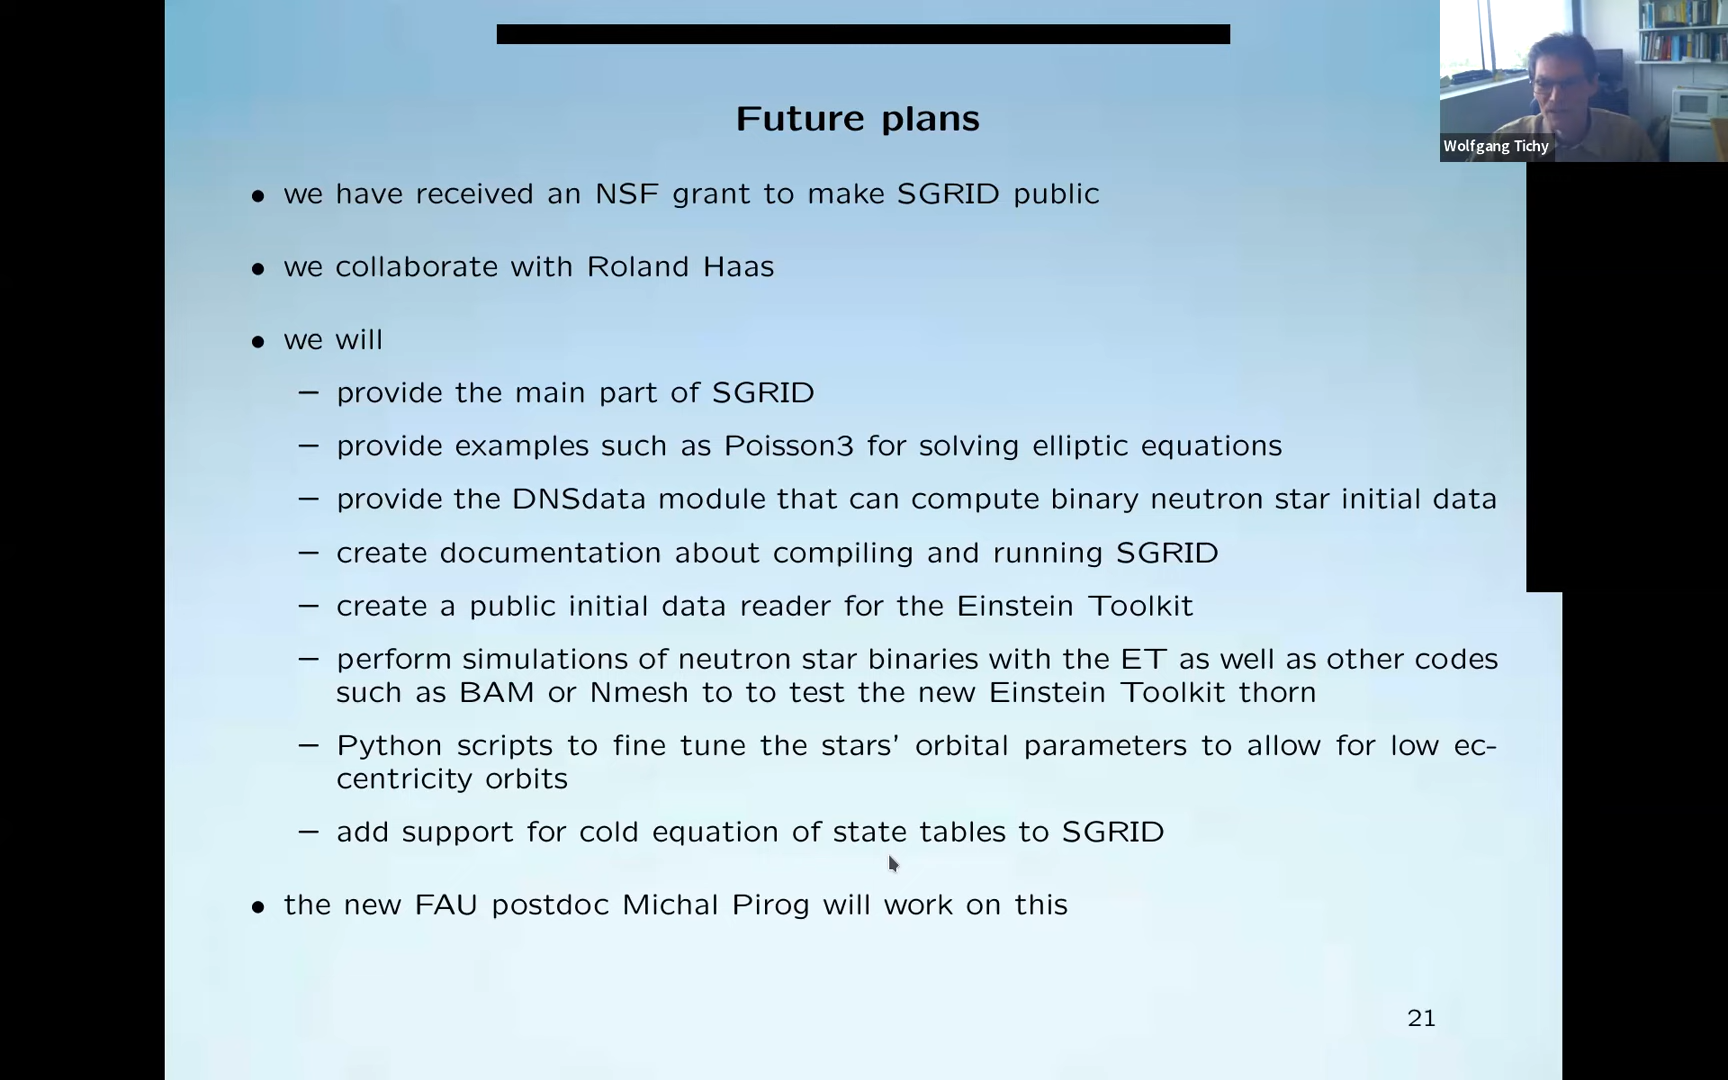 Future plans
Wolfgang Tichy
• we have received an NSF grant to make SGRID public
• we collaborate with Roland Haas
• we will
– provide the main part of SGRID
– provide examples such as Poisson3 for solving elliptic equations
– provide the DNSdata module that can compute binary neutron star initial data
– create documentation about compiling and running SGRID
– create a public initial data reader for the Einstein Toolkit
– perform simulations of neutron star binaries with the ET as well as other codes
such as BAM or Nmesh to to test the new Einstein Toolkit thorn
– Python scripts to fine tune the stars' orbital parameters to allow for low ec-
centricity orbits
– add support for cold equation of state tables to SGRID
• the new FAU postdoc Michal Pirog will work on this
21